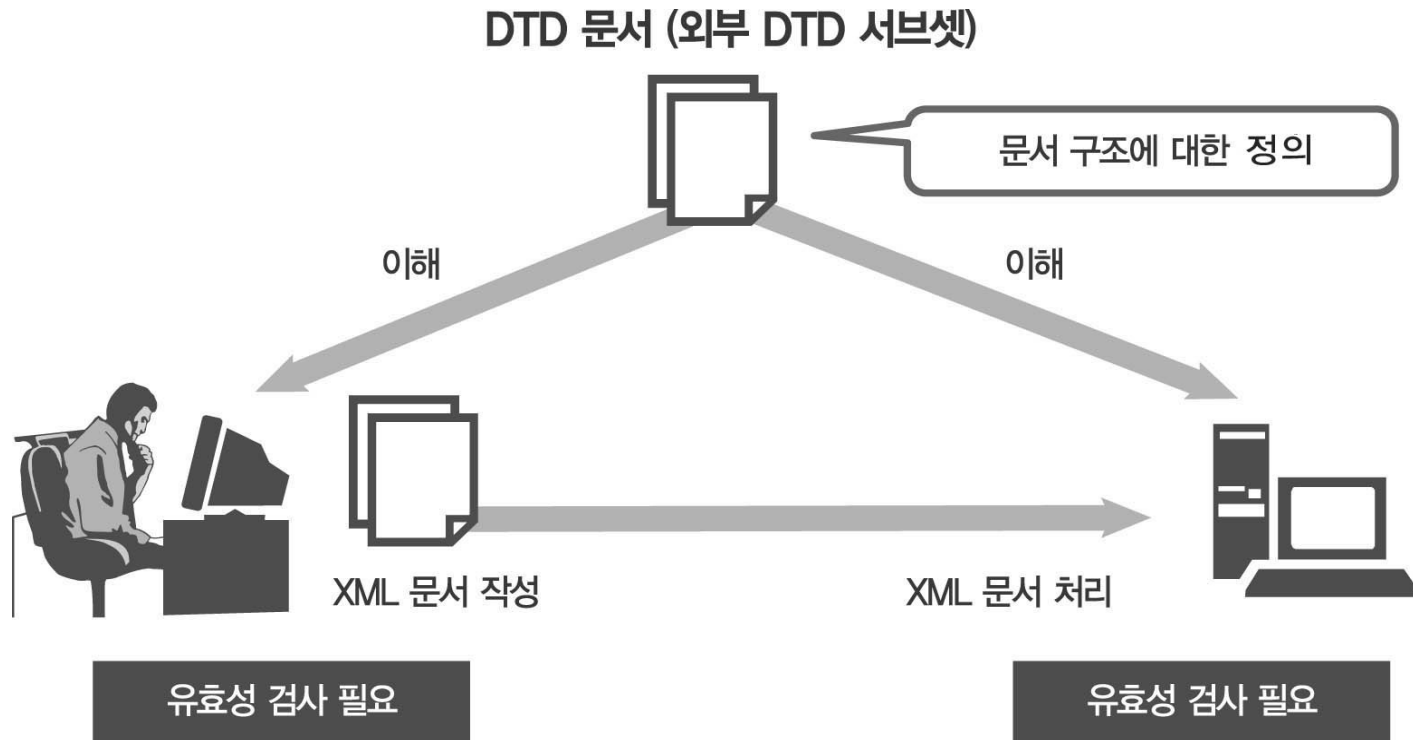 DTD 문서 (외부 DTD 서브셋)
문서 구조에 대한 정의
이해
이해
XML 문서 작성
XML 문서 처리
유효성 검사 필요
유효성 검사 필요